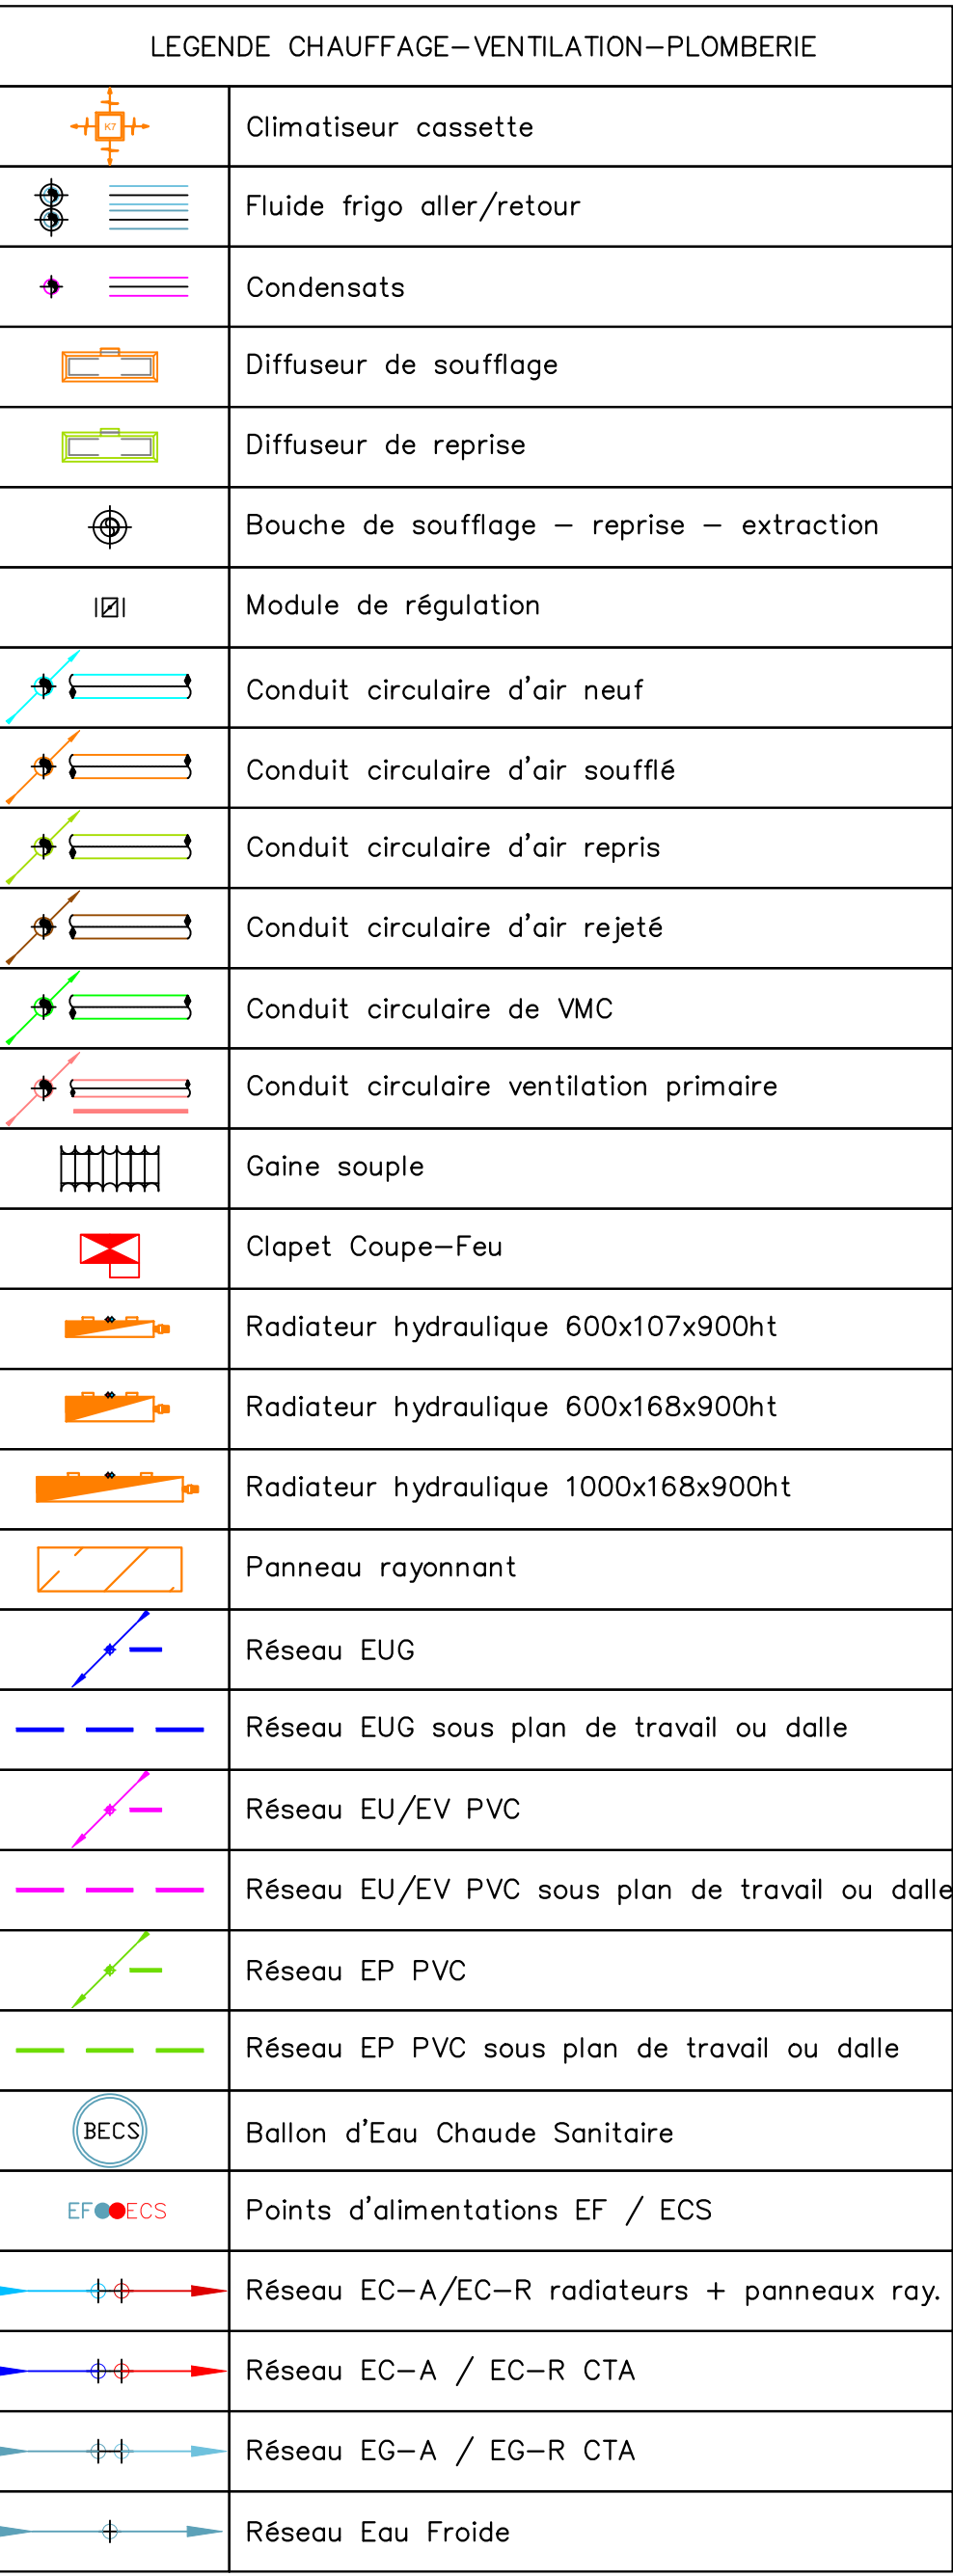 LEGENDE CHAUFFAGE-VENTILATION-PLOMBERIE
K7 Climatiseur cassette
Fluide frigo aller/retour
Condensats
Diffuseur de soufflage
Diffuseur de reprise
Bouche de soufflage - reprise - extraction
Module de régulation
Conduit circulaire d'air neuf
Conduit circulaire d'air soufflé
Conduit circulaire d'air repris
Conduit circulaire d'air rejeté
Conduit circulaire de VMC
Conduit circulaire ventilation primaire
Gaine souple
Clapet Coupe-Feu
Radiateur hydraulique 600x107x900ht
Radiateur hydraulique 600x168x900ht
Radiateur hydraulique 1000x168x900ht
Panneau rayonnant
Réseau EUG
Réseau EUG sous plan de travail ou dalle
Réseau EU/EV PVC
Réseau EU/EV PVC sous plan de travail ou dalle
Réseau EP PVC
Réseau EP PVC sous plan de travail ou dalle
BECS Ballon d'Eau Chaude Sanitaire
EF ECS Points d'alimentations EF / ECS
Réseau EC-A/EC-R radiateurs + panneaux ray.
Réseau EC-A / EC-R CTA
Réseau EG-A / EG-R CTA
Réseau Eau Froide